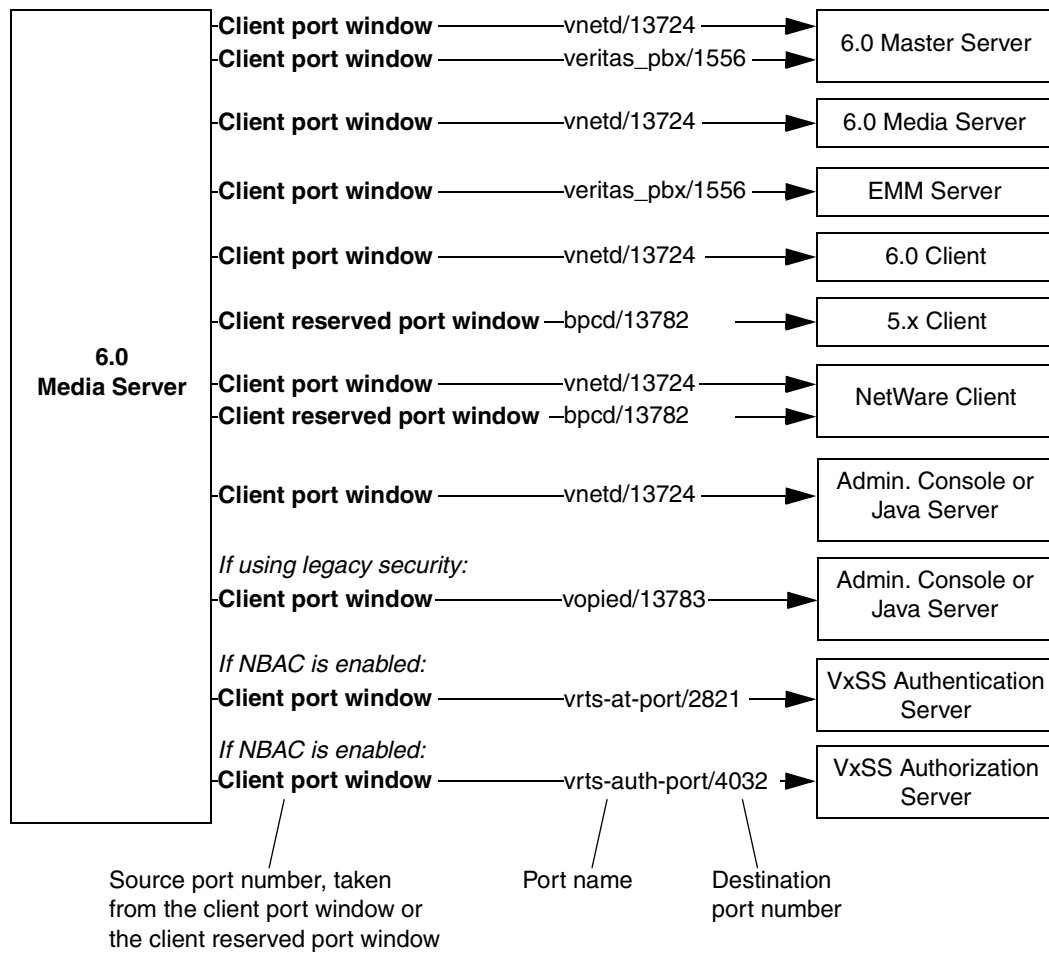 Client port window vnetd/13724
6.0 Master Server
Client port window veritas_pbx/1556
Client port window vnetd/13724 6.0 Media Server
Client port window veritas_pbx/1556 EMM Server
Client port window vnetd/13724 6.0 Client
Client reserved port window bpcd/13782 5.x Client
6.0
Media Server
Client port window vnetd/13724
NetWare Client
Client reserved port window bpcd/13782
Client port window vnetd/13724
Admin. Console or
Java Server
If using legacy security:
Client port window vopied/13783
Admin. Console or
Java Server
If NBAC is enabled:
Client port window vrts-at-port/2821
VxSS Authentication
Server
If NBAC is enabled:
Client port window vrts-auth-port/4032
VxSS Authorization
Server
Source port number, taken
from the client port window or
the client reserved port window
Port name
Destination
port number